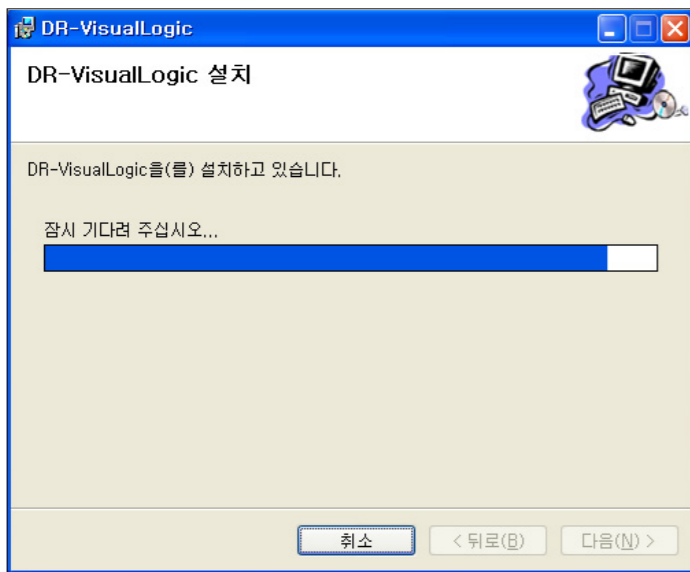 DR-VisualLogic
DR-VisualLogic 설치
DR-VisualLogic을(를) 설치하고 있습니다.
잠시 기다려 주십시오...
취소
< 뒤로(B)
다음(N) >